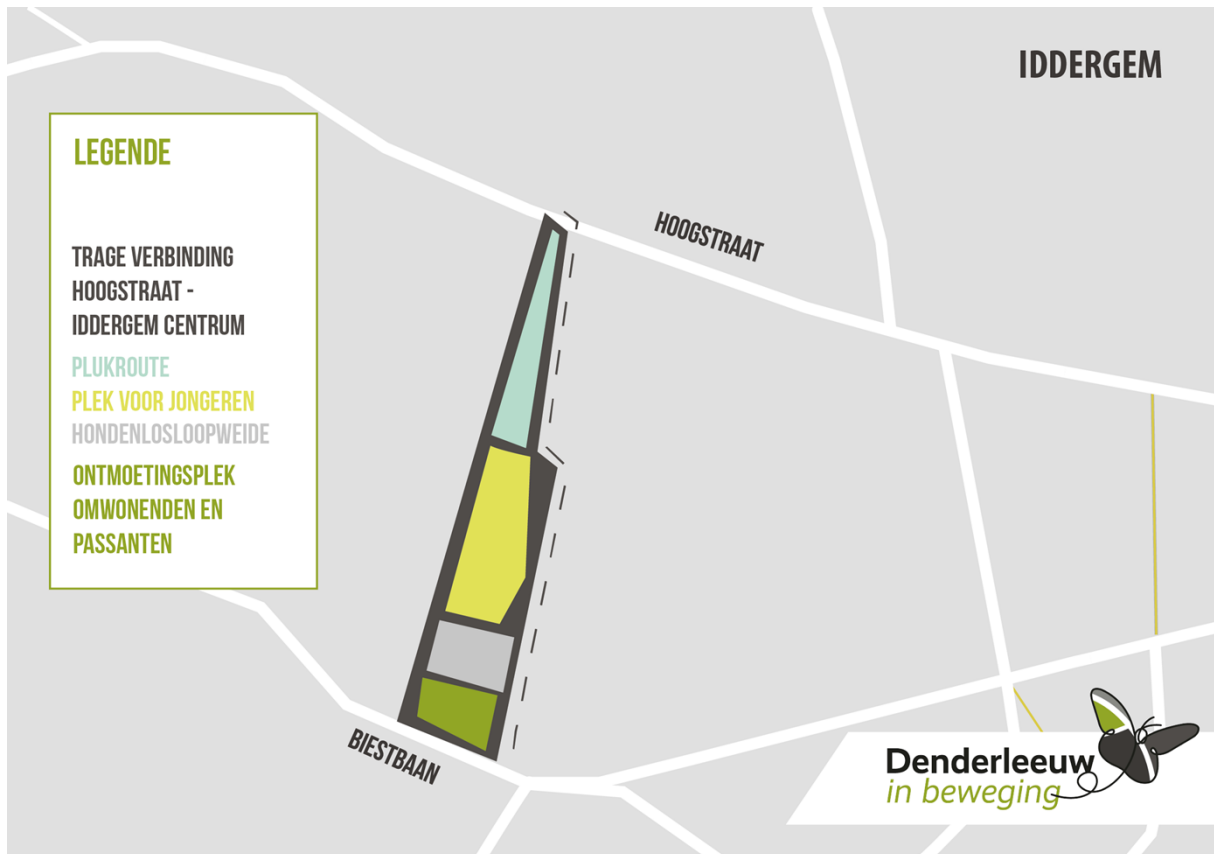 IDDERGEM
LEGENDE
TRAGE VERBINDING
HOOGSTRAAT -
IDDERGEM CENTRUM
PLUKROUTE
PLEK VOOR JONGEREN
HONDENLOSLOOPWEIDE
ONTMOETINGSPLEK
OMWONENDEN EN
PASSANTEN
HOOGSTRAAT
BIESTBAAN
Denderleeuw
in beweging